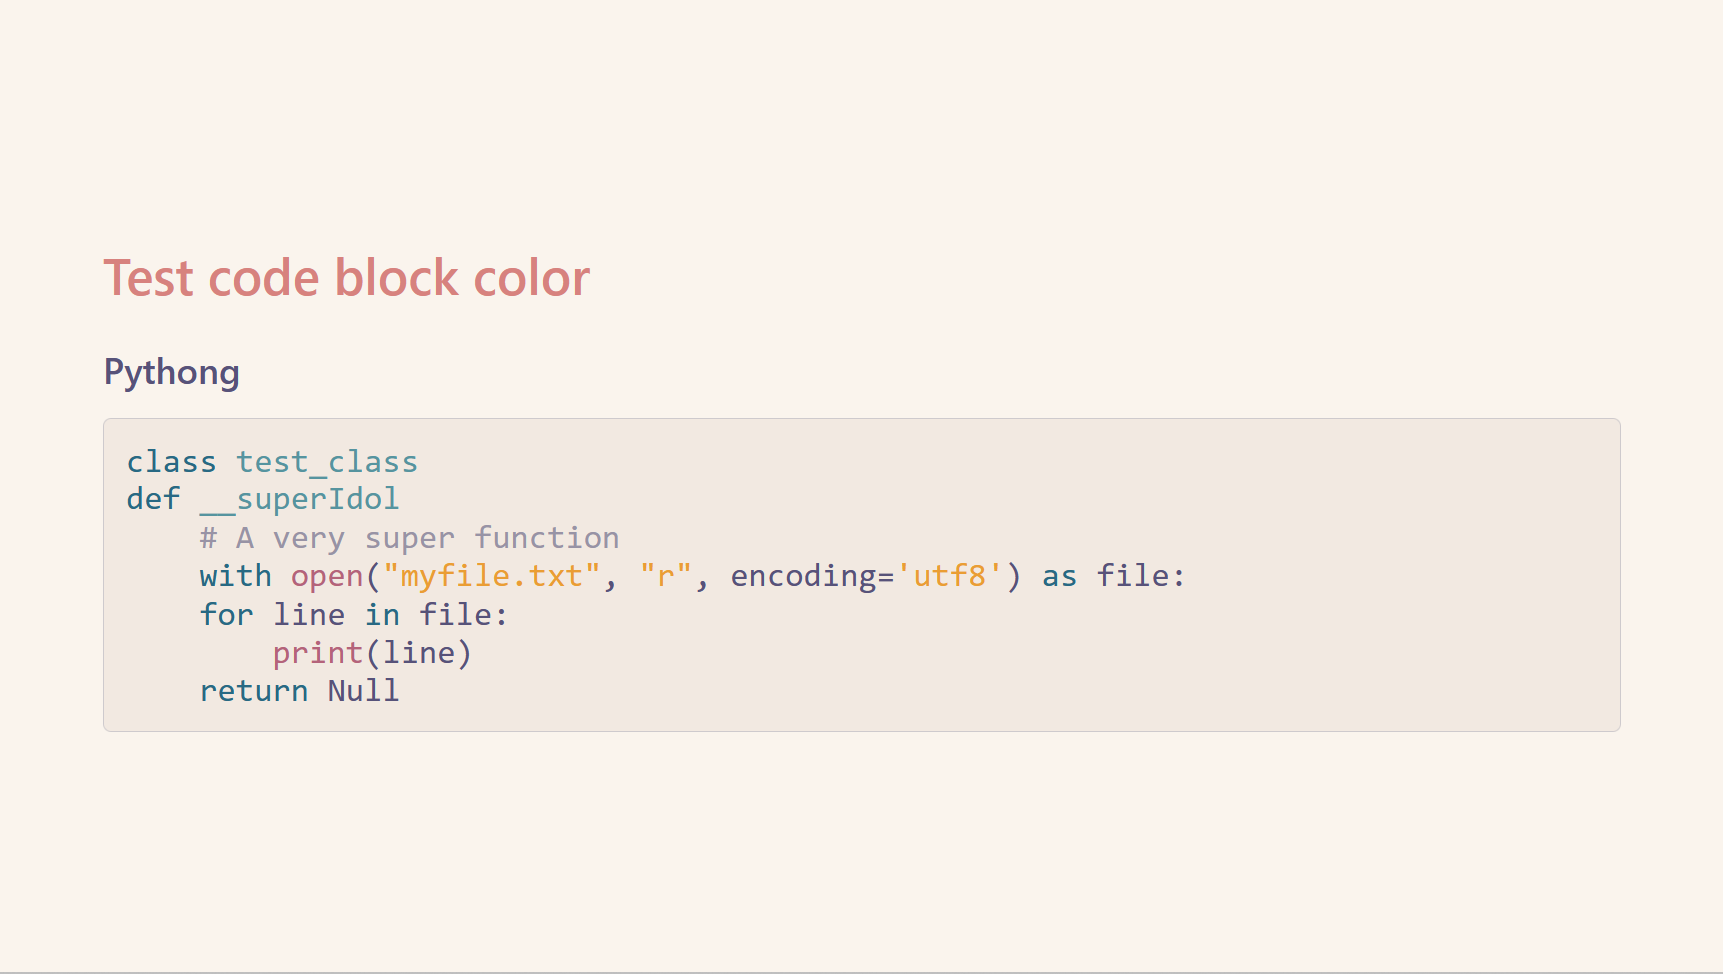 Test code block color
Pythong
class test_class
def __superIdol
    # A very super function
    with open("myfile.txt", "r", encoding='utf8') as file:
    for line in file:
        print(line)
    return Null